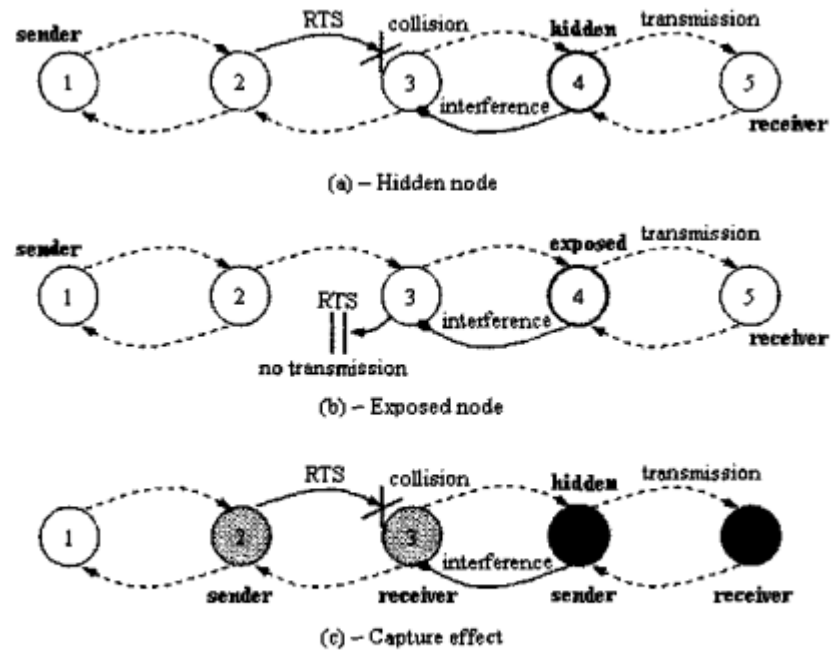 RTS
collision
hidden
transmission
sender
1
2
3
4
5
interference
receiver
(a) – Hidden node
sender
exposed
transmission
1
2
3
4
5
RTS
interference
receiver
no transmission
(b) – Exposed node
RTS
collision
hidden
transmission
1
2
3
interference
sender
receiver
sender
receiver
(c) – Capture effect